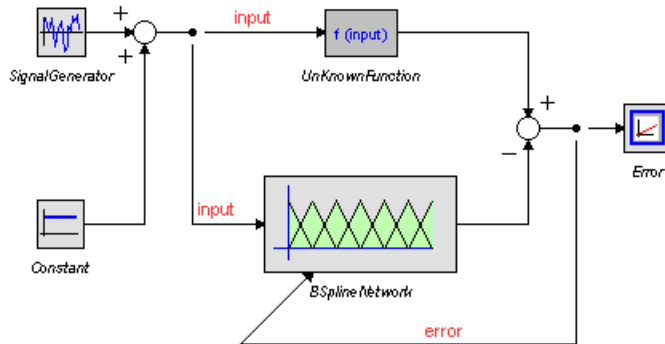 +
input
f (input)
+
SignalGenerator
UnKnownFunction
+
−
Error
input
Constant
BSplineNetwork
error